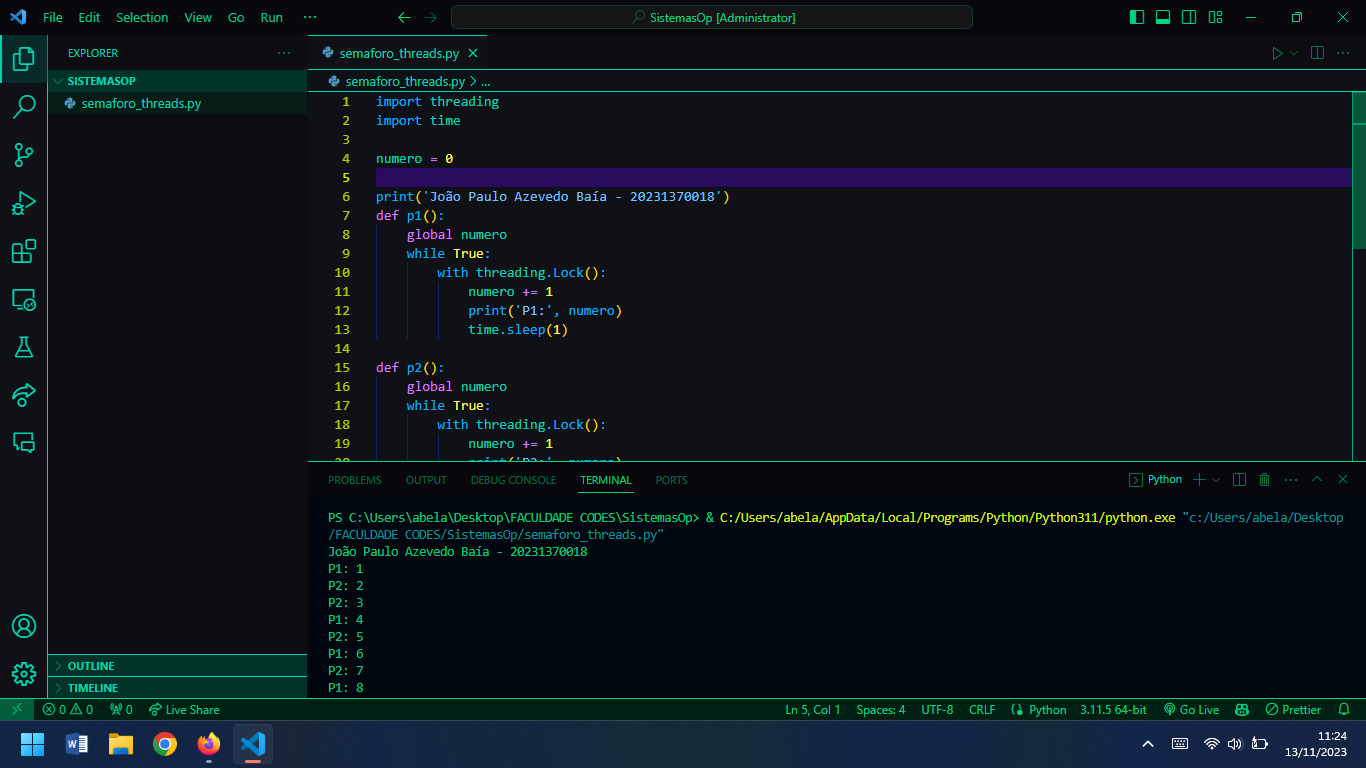 File Edit Selection View Go Run ···
SistemasOp [Administrator]
EXPLORER
SISTEMASOP
semaforo_threads.py
OUTLINE
TIMELINE
semaforo_threads.py
semaforo_threads.py > ...
1 import threading
2 import time
3
4 numero = 0
5
6 print('João Paulo Azevedo Baía - 20231370018')
7 def p1():
8 global numero
9 while True:
10 with threading.Lock():
11 numero += 1
12 print('P1:', numero)
13 time.sleep(1)
14
15 def p2():
16 global numero
17 while True:
18 with threading.Lock():
19 numero += 1
20 print('P2:', numero)
PROBLEMS OUTPUT DEBUG CONSOLE TERMINAL PORTS
Python
PS C:\Users\abela\Desktop\FACULDADE CODES\SistemasOp> & C:/Users/abela/AppData/Local/Programs/Python/Python311/python.exe "c:/Users/abela/Desktop
/FACULDADE CODES/SistemasOp/semaforo_threads.py"
João Paulo Azevedo Baía - 20231370018
P1: 1
P2: 2
P2: 3
P1: 4
P2: 5
P1: 6
P2: 7
P1: 8
0 0 0 Live Share
Ln 5, Col 1 Spaces: 4 UTF-8 CRLF Python 3.11.5 64-bit Go Live Prettier
11:24
13/11/2023